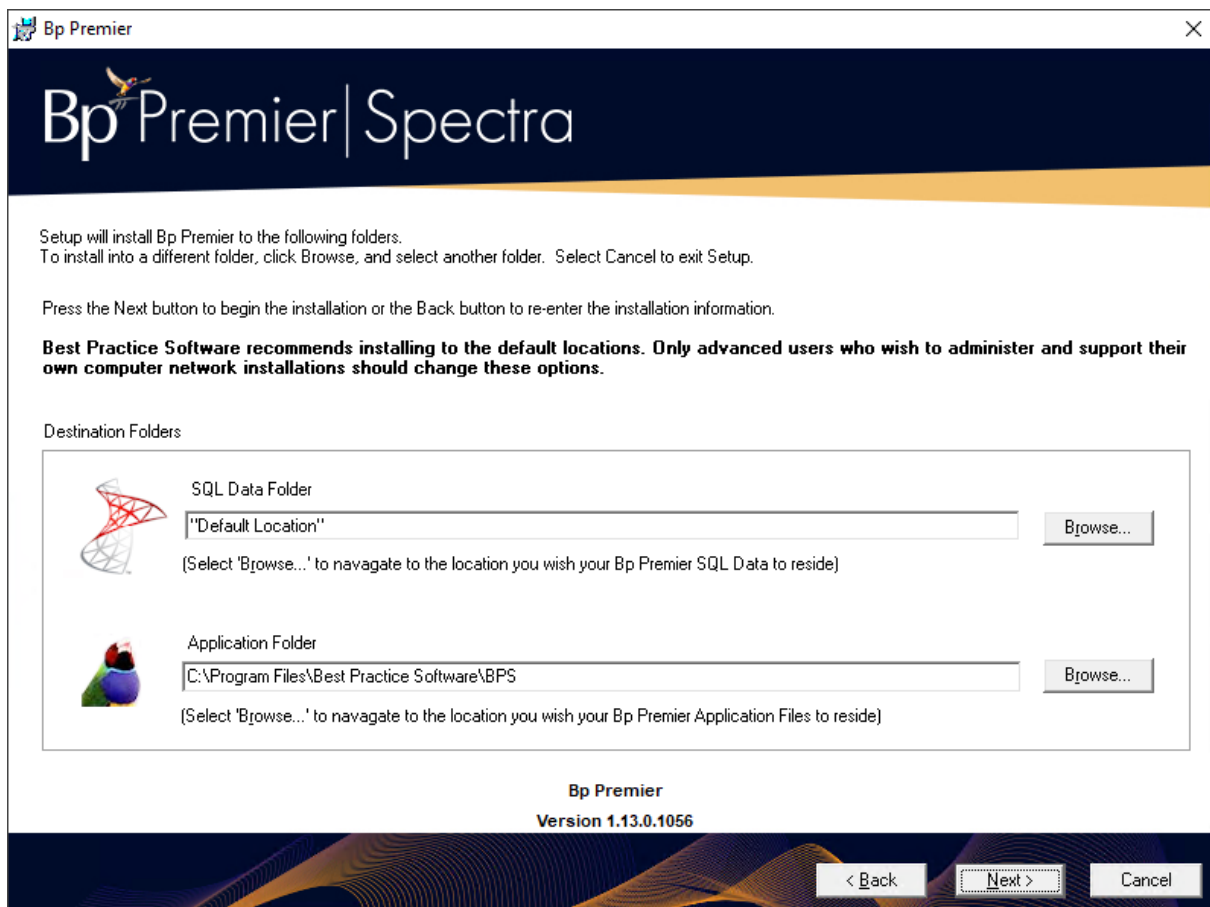 Bp Premier
Bp Premier | Spectra
Setup will install Bp Premier to the following folders.
To install into a different folder, click Browse, and select another folder.  Select Cancel to exit Setup.
Press the Next button to begin the installation or the Back button to re-enter the installation information.
Best Practice Software recommends installing to the default locations. Only advanced users who wish to administer and support their
own computer network installations should change these options.
Destination Folders
SQL Data Folder
"Default Location"
Browse...
(Select 'Browse...' to navagate to the location you wish your Bp Premier SQL Data to reside)
Application Folder
C:\Program Files\Best Practice Software\BPS
Browse...
(Select 'Browse...' to navagate to the location you wish your Bp Premier Application Files to reside)
Bp Premier
Version 1.13.0.1056
< Back
Next >
Cancel